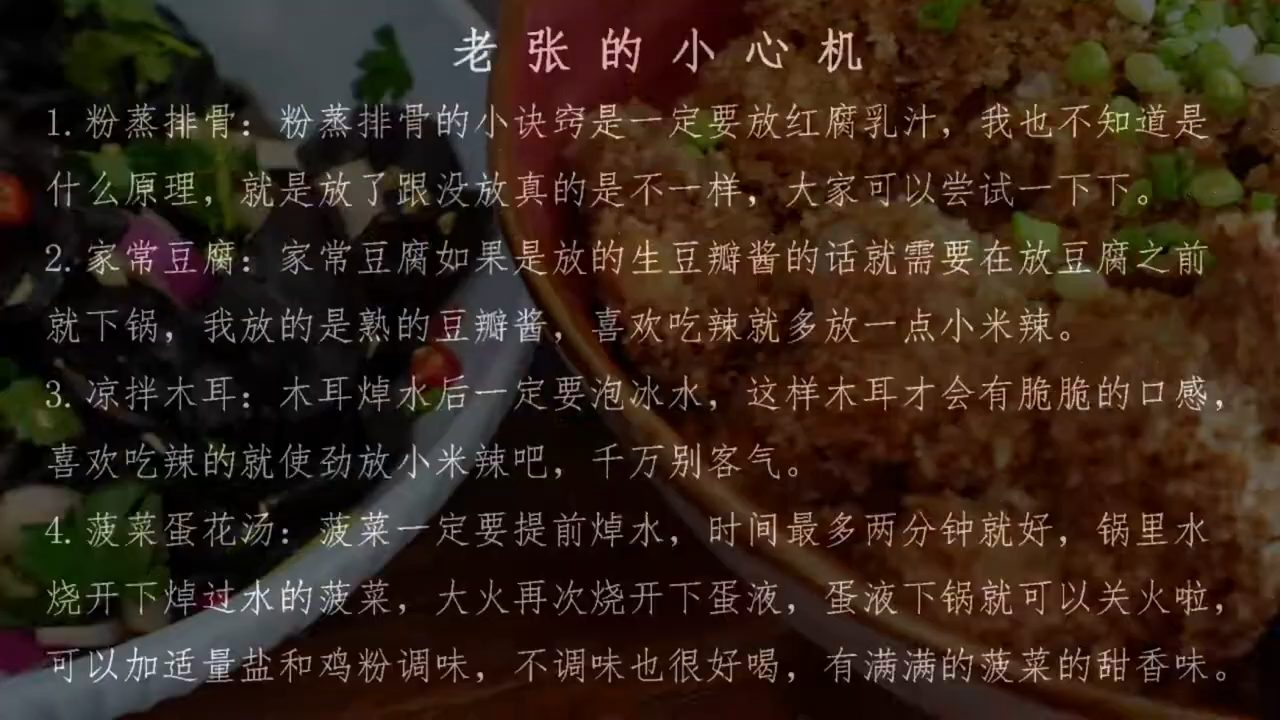 老张的小心机
1. 粉蒸排骨：粉蒸排骨的小诀窍是一定要放红腐乳汁，我也不知道是
什么原理，就是放了跟没放真的是不一样，大家可以尝试一下下。
2. 家常豆腐：家常豆腐如果是放的生豆瓣酱的话就需要在放豆腐之前
就下锅，我放的是熟的豆瓣酱，喜欢吃辣就多放一点小米辣。
3. 凉拌木耳：木耳焯水后一定要泡冰水，这样木耳才会有脆脆的口感，
喜欢吃辣的就使劲放小米辣吧，千万别客气。
4. 菠菜蛋花汤：菠菜一定要提前焯水，时间最多两分钟就好，锅里水
烧开下焯过水的菠菜，大火再次烧开下蛋液，蛋液下锅就可以关火啦，
可以加适量盐和鸡粉调味，不调味也很好喝，有满满的菠菜的甜香味。